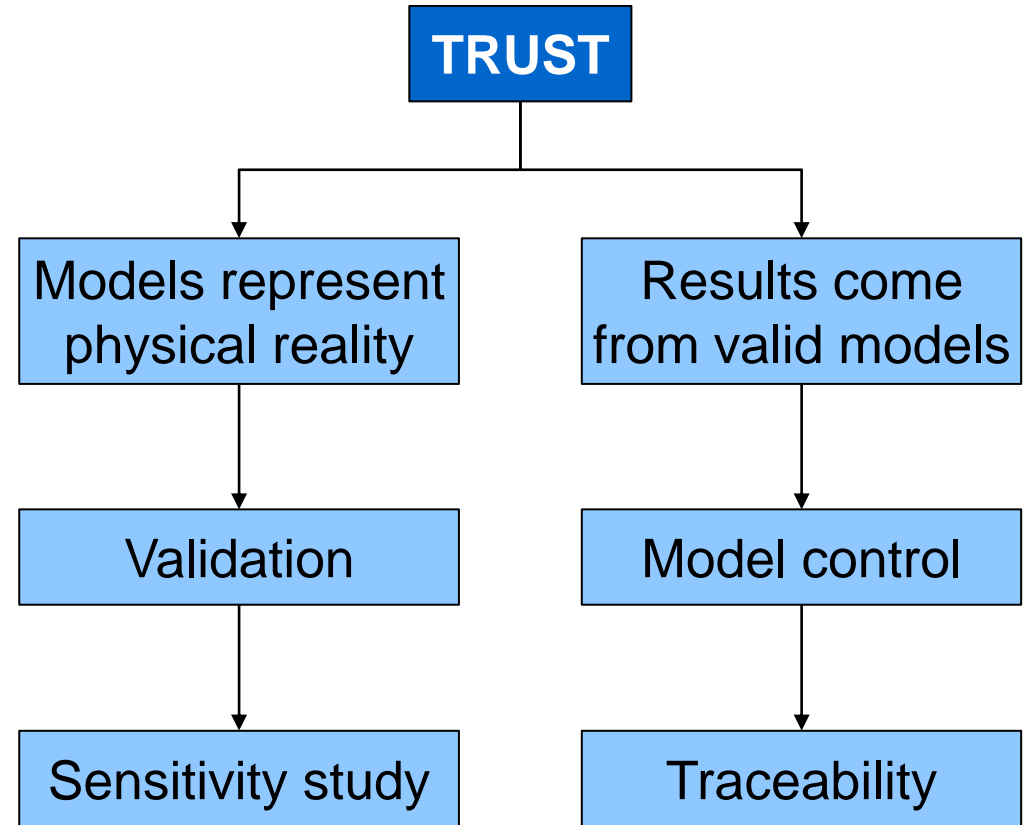 TRUST
Models represent
physical reality
Results come
from valid models
Validation
Model control
Sensitivity study
Traceability